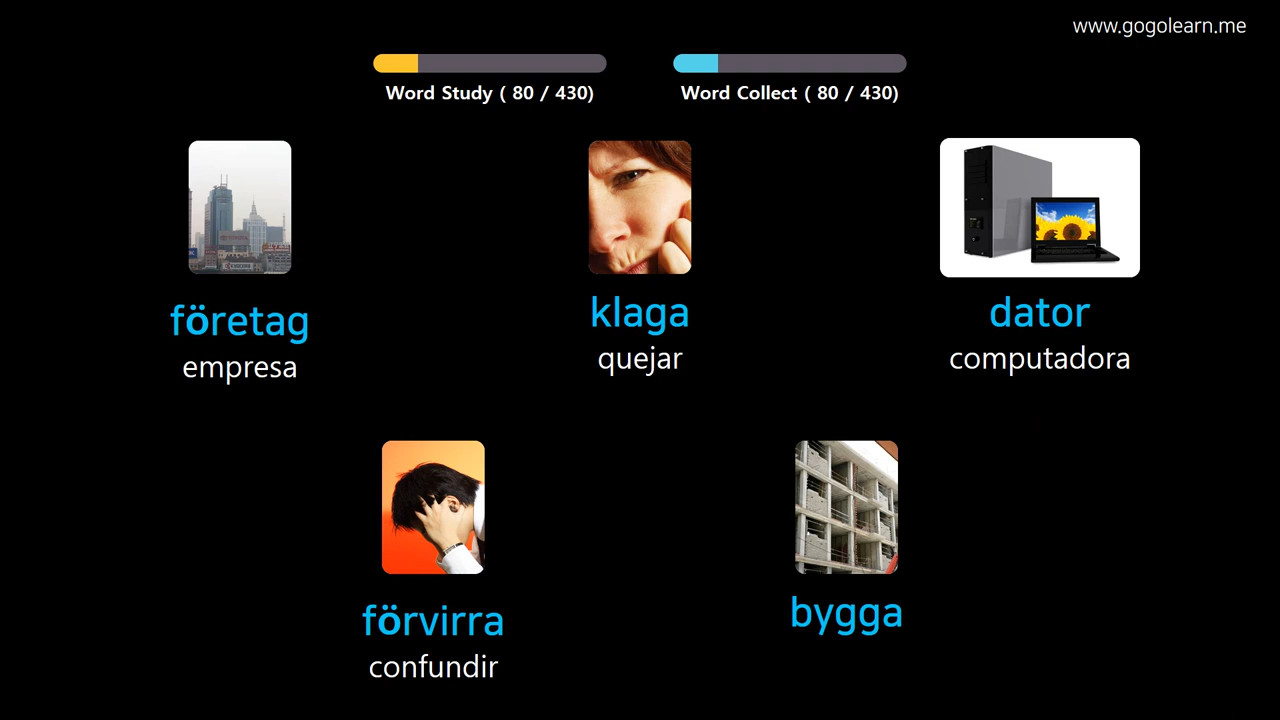 www.gogolearn.me
Word Study ( 80 / 430)
Word Collect ( 80 / 430)
företag
empresa
klaga
quejar
dator
computadora
förvirra
confundir
bygga